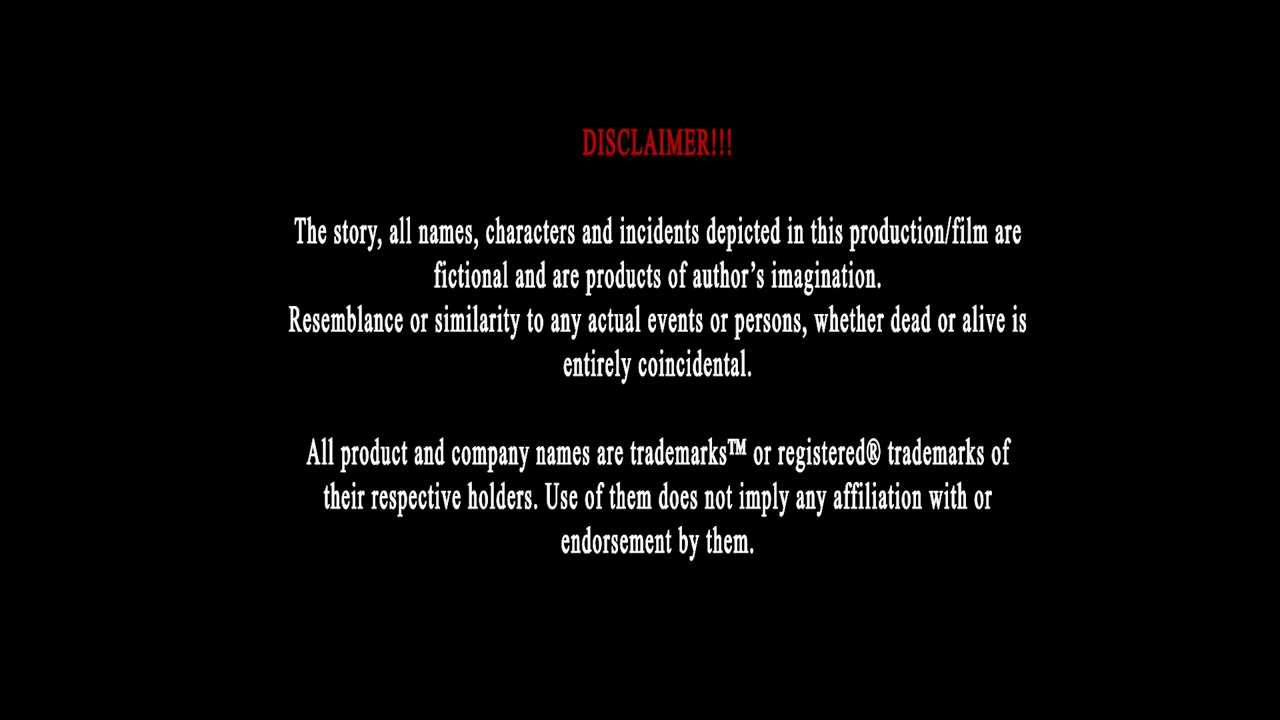 DISCLAIMER!!!
The story, all names, characters and incidents depicted in this production/film are
fictional and are products of author’s imagination.
Resemblance or similarity to any actual events or persons, whether dead or alive is
entirely coincidental.
All product and company names are trademarks™ or registered® trademarks of
their respective holders. Use of them does not imply any affiliation with or
endorsement by them.